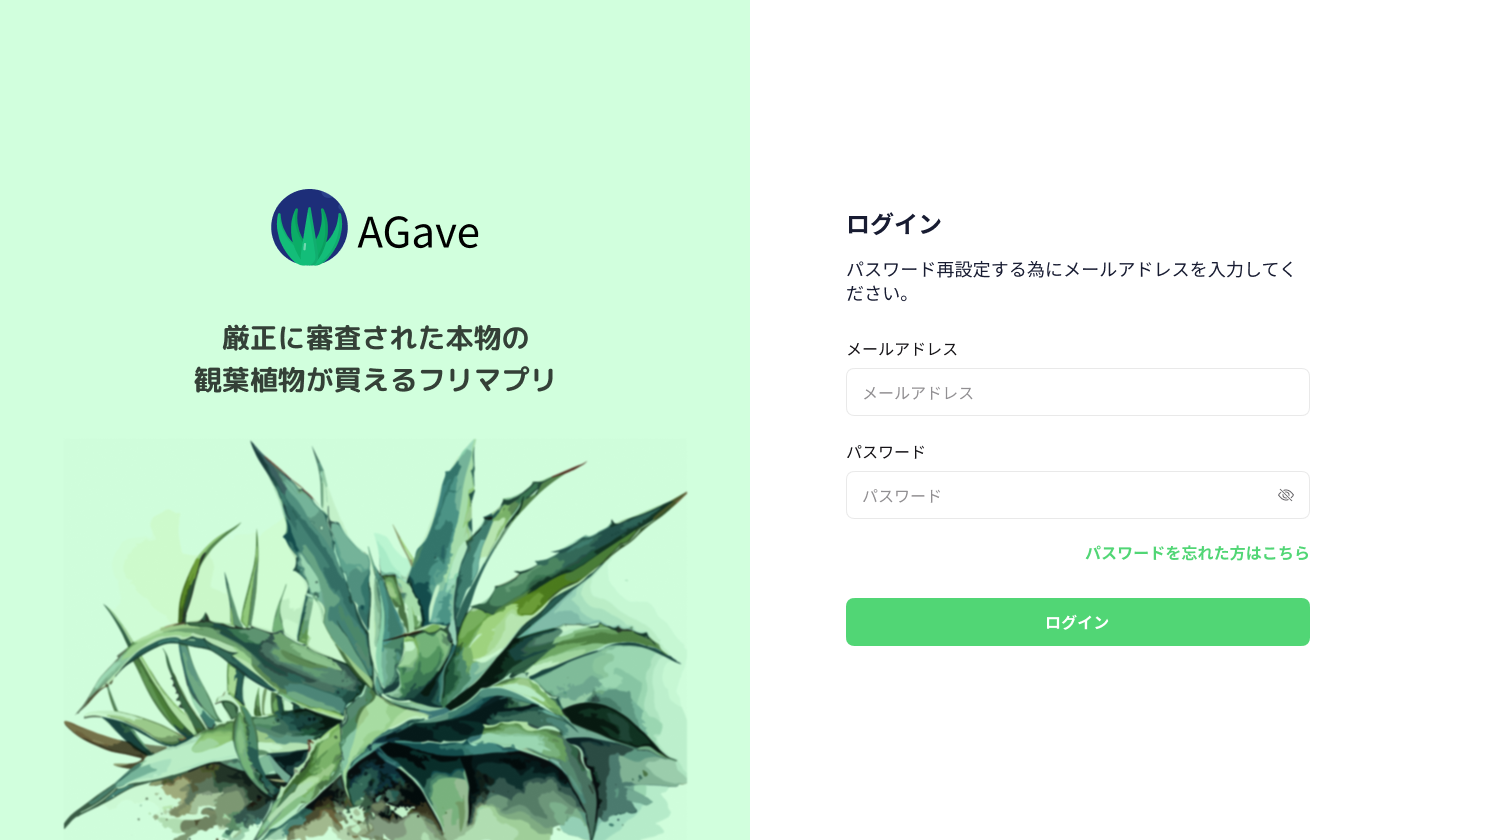 AGave
厳正に審査された本物の
観葉植物が買えるフリマプリ
ログイン
パスワード再設定する為にメールアドレスを入力してく
ださい。
メールアドレス
メールアドレス
パスワード
パスワード
パスワードを忘れた方はこちら
ログイン